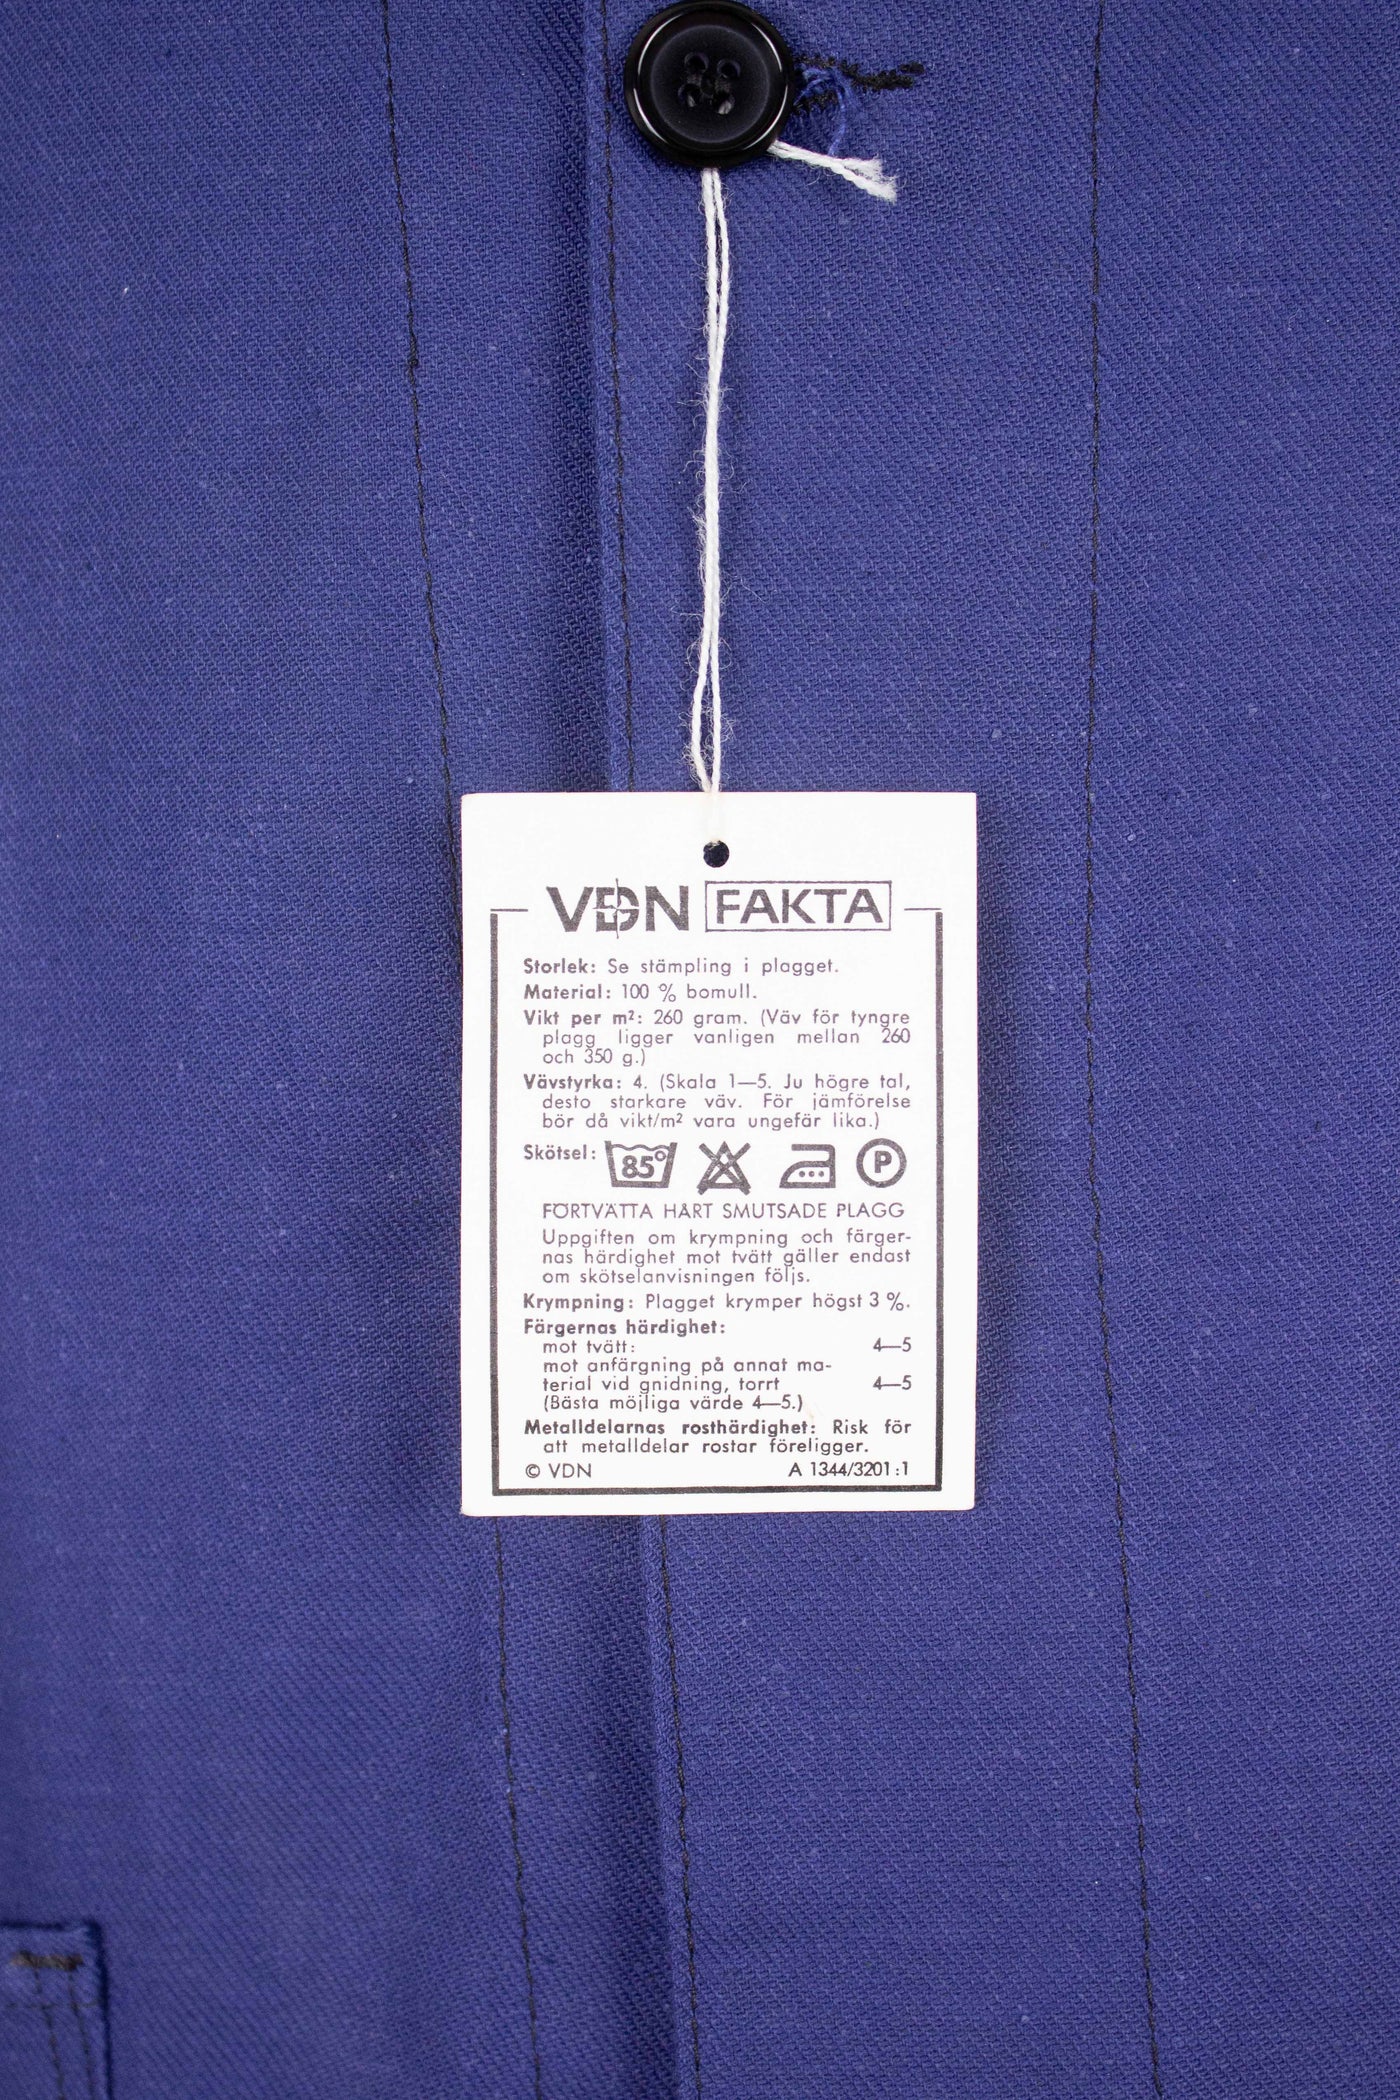 VDN FAKTA
Storlek: Se stämpling i plagget.
Material: 100 % bomull.
Vikt per m²: 260 gram. (Väv för tyngre
plagg ligger vanligen mellan 260
och 350 g.)
Vävstyrka: 4. (Skala 1—5. Ju högre tal,
desto starkare väv. För jämförelse
bör då vikt/m² vara ungefär lika.)
Skötsel: 85° P
FÖRTVÄTTA HÅRT SMUTSADE PLAGG
Uppgiften om krympning och färger-
nas härdighet mot tvätt gäller endast
om skötselanvisningen följs.
Krympning: Plagget krymper högst 3 %.
Färgernas härdighet:
mot tvätt: 4—5
mot anfärgning på annat ma-
terial vid gnidning, torrt 4—5
(Bästa möjliga värde 4—5.)
Metalldelarnas rosthärdighet: Risk för
att metalldelar rostar föreligger.
© VDN A 1344/3201:1